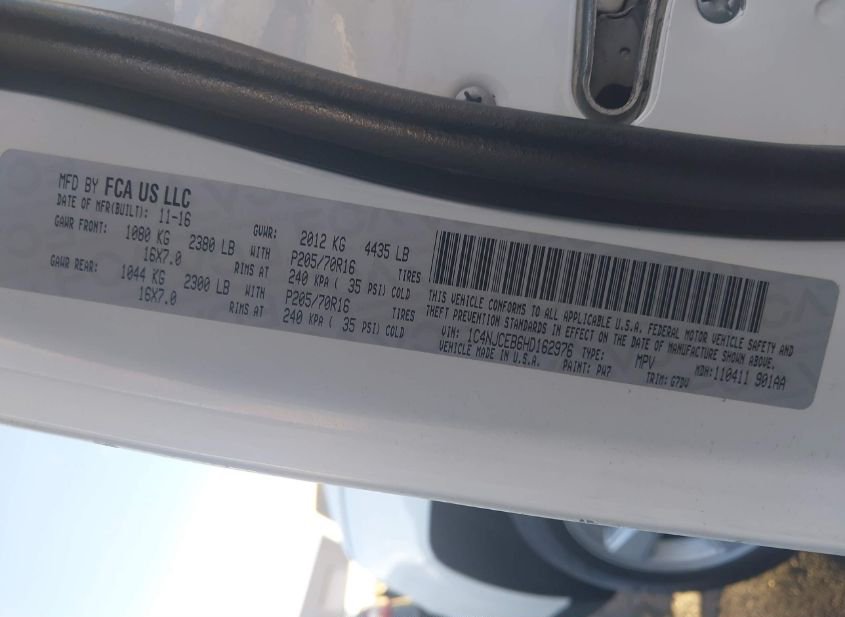 MFD BY FCA US LLC
DATE OF MFR(BUILT): 11-16
GVWR: 2012 KG 4435 LB
GAWR FRONT: 1080 KG 2380 LB WITH P205/70R16 TIRES
16X7.0 RIMS AT 240 KPA ( 35 PSI) COLD
GAWR REAR: 1044 KG 2300 LB WITH P205/70R16 TIRES
16X7.0 RIMS AT 240 KPA ( 35 PSI) COLD
THIS VEHICLE CONFORMS TO ALL APPLICABLE U.S.A. FEDERAL MOTOR VEHICLE SAFETY AND
THEFT PREVENTION STANDARDS IN EFFECT ON THE DATE OF MANUFACTURE SHOWN ABOVE.
VIN: 1C4NJCEB6HD162976 TYPE: MPV MDH: 110411 901AA
VEHICLE MADE IN U.S.A. PAINT: PW7 TRIM: G7DV